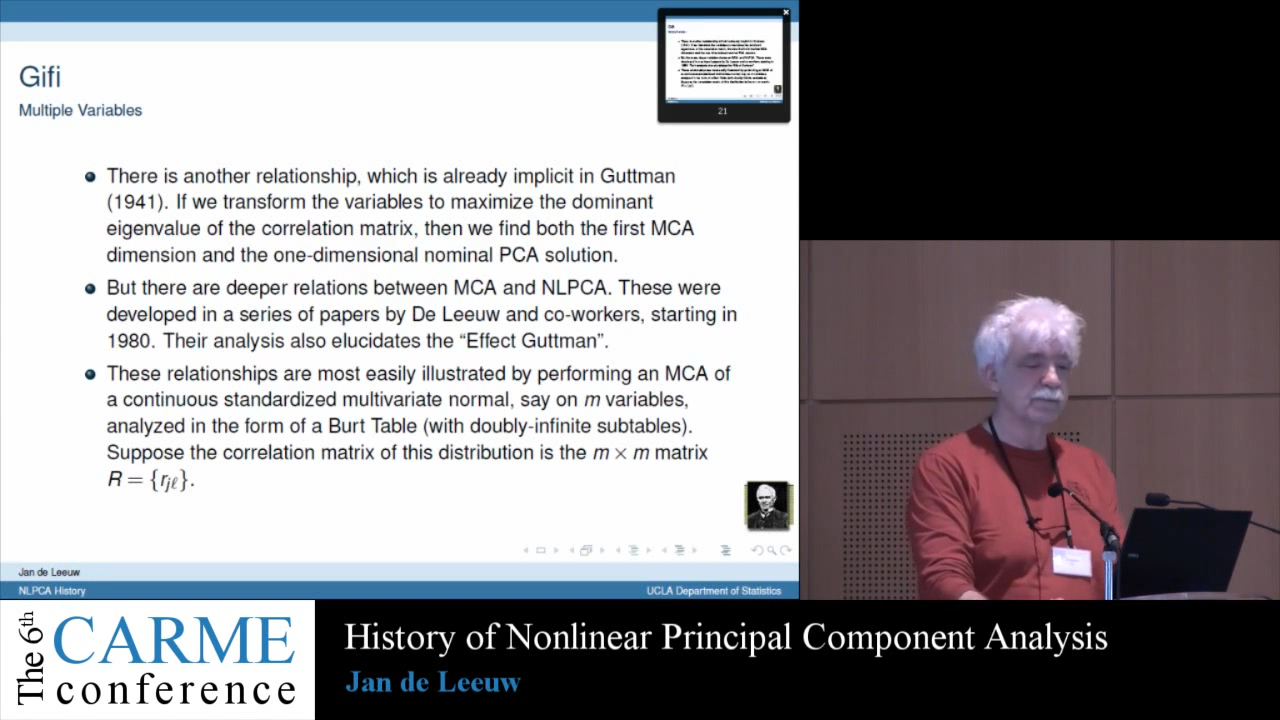 Gifi
Multiple Variables
21
There is another relationship, which is already implicit in Guttman
(1941). If we transform the variables to maximize the dominant
eigenvalue of the correlation matrix, then we find both the first MCA
dimension and the one-dimensional nominal PCA solution.
But there are deeper relations between MCA and NLPCA. These were
developed in a series of papers by De Leeuw and co-workers, starting in
1980. Their analysis also elucidates the “Effect Guttman”.
These relationships are most easily illustrated by performing an MCA of
a continuous standardized multivariate normal, say on m variables,
analyzed in the form of a Burt Table (with doubly-infinite subtables).
Suppose the correlation matrix of this distribution is the m × m matrix
R = {rjℓ}.
Jan de Leeuw
NLPCA History
UCLA Department of Statistics
The 6th
CARME
conference
History of Nonlinear Principal Component Analysis
Jan de Leeuw